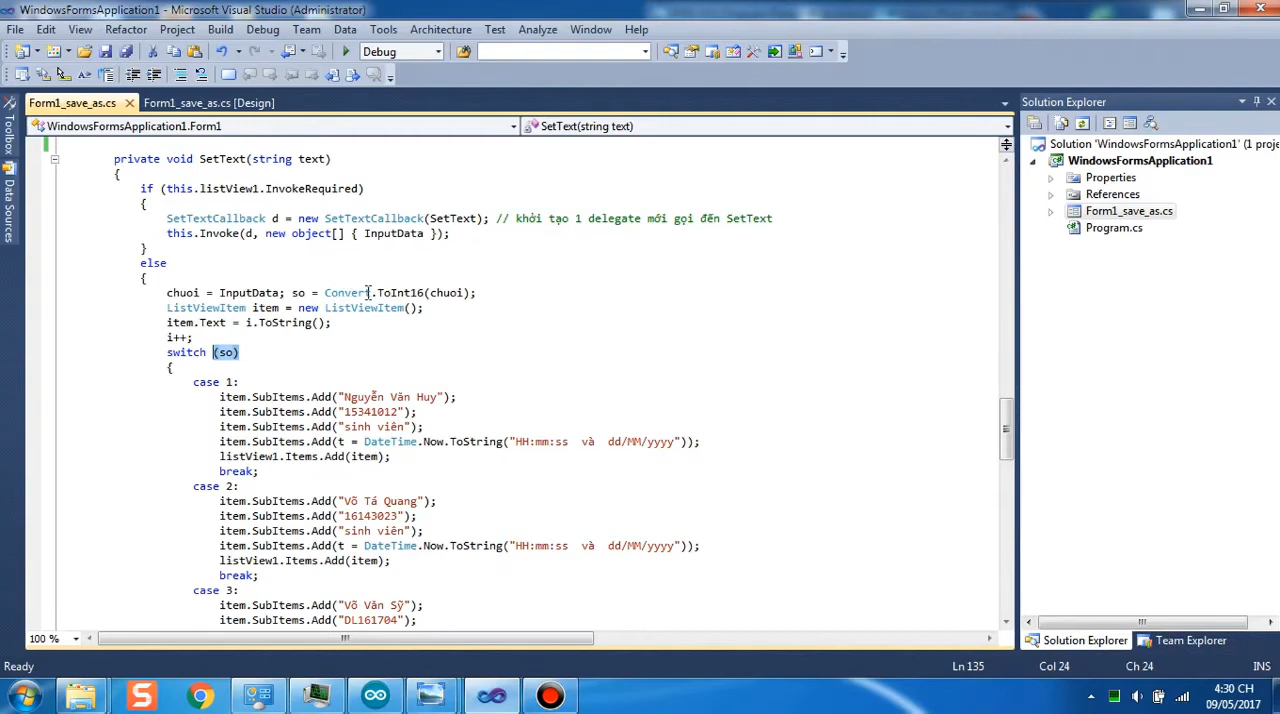 WindowsFormsApplication1 - Microsoft Visual Studio (Administrator)
File Edit View Refactor Project Build Debug Team Data Tools Architecture Test Analyze Window Help
Debug
Form1_save_as.cs Form1_save_as.cs [Design]
WindowsFormsApplication1.Form1 SetText(string text)
private void SetText(string text)
{
if (this.listView1.InvokeRequired)
{
SetTextCallback d = new SetTextCallback(SetText); // khởi tạo 1 delegate mới gọi đến SetText
this.Invoke(d, new object[] { InputData });
}
else
{
chuoi = InputData; so = Convert.ToInt16(chuoi);
ListViewItem item = new ListViewItem();
item.Text = i.ToString();
i++;
switch (so)
{
case 1:
item.SubItems.Add("Nguyễn Văn Huy");
item.SubItems.Add("15341012");
item.SubItems.Add("sinh viên");
item.SubItems.Add(t = DateTime.Now.ToString("HH:mm:ss và dd/MM/yyyy"));
listView1.Items.Add(item);
break;
case 2:
item.SubItems.Add("Võ Tá Quang");
item.SubItems.Add("16143023");
item.SubItems.Add("sinh viên");
item.SubItems.Add(t = DateTime.Now.ToString("HH:mm:ss và dd/MM/yyyy"));
listView1.Items.Add(item);
break;
case 3:
item.SubItems.Add("Võ Văn Sỹ");
item.SubItems.Add("DL161704");
100 %
Toolbox
Data Sources
Solution Explorer
Solution 'WindowsFormsApplication1' (1 proje
WindowsFormsApplication1
Properties
References
Form1_save_as.cs
Program.cs
Solution Explorer Team Explorer
Ready Ln 135 Col 24 Ch 24 INS
4:30 CH
09/05/2017